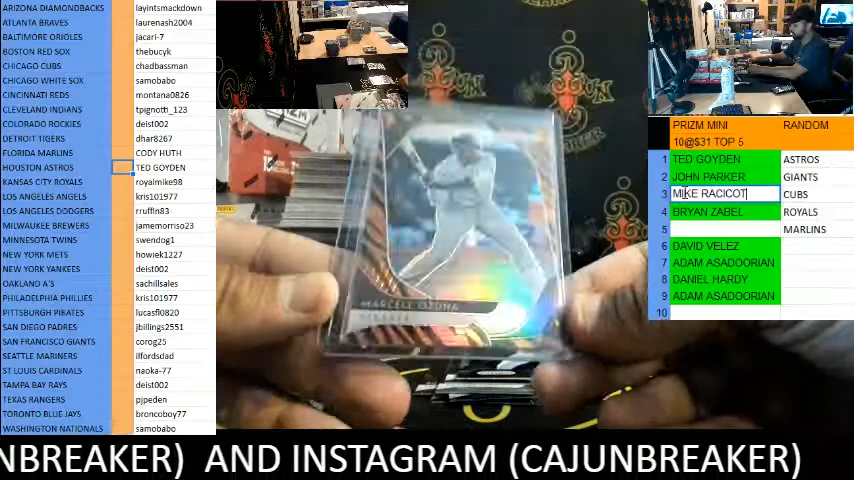 ARIZONA DIAMONDBACKS layintsmackdown
ATLANTA BRAVES laurenash2004
BALTIMORE ORIOLES jacari-7
BOSTON RED SOX thebucyk
CHICAGO CUBS chadbassman
CHICAGO WHITE SOX samobabo
CINCINNATI REDS montana0826
CLEVELAND INDIANS tpignotti_123
COLORADO ROCKIES deist002
DETROIT TIGERS dhar8267
FLORIDA MARLINS CODY HUTH
HOUSTON ASTROS TED GOYDEN
KANSAS CITY ROYALS royalmike98
LOS ANGELES ANGELS kris101977
LOS ANGELES DODGERS rruffin83
MILWAUKEE BREWERS jamemorriso23
MINNESOTA TWINS swendog1
NEW YORK METS howiek1227
NEW YORK YANKEES deist002
OAKLAND A'S sachillsales
PHILADELPHIA PHILLIES kris101977
PITTSBURGH PIRATES lucasfl0820
SAN DIEGO PADRES jbillings2551
SAN FRANCISCO GIANTS corog25
SEATTLE MARINERS ilfordsdad
ST LOUIS CARDINALS naoka-77
TAMPA BAY RAYS deist002
TEXAS RANGERS pjpeden
TORONTO BLUE JAYS broncoboy77
WASHINGTON NATIONALS samobabo
MARCELL OZUNA
PRIZM MINI RANDOM
10@$31 TOP 5
1 TED GOYDEN ASTROS
2 JOHN PARKER GIANTS
3 MIKE RACICOT CUBS
4 BRYAN ZABEL ROYALS
5 MARLINS
6 DAVID VELEZ
7 ADAM ASADOORIAN
8 DANIEL HARDY
9 ADAM ASADOORIAN
10
NBREAKER) AND INSTAGRAM (CAJUNBREAKER)